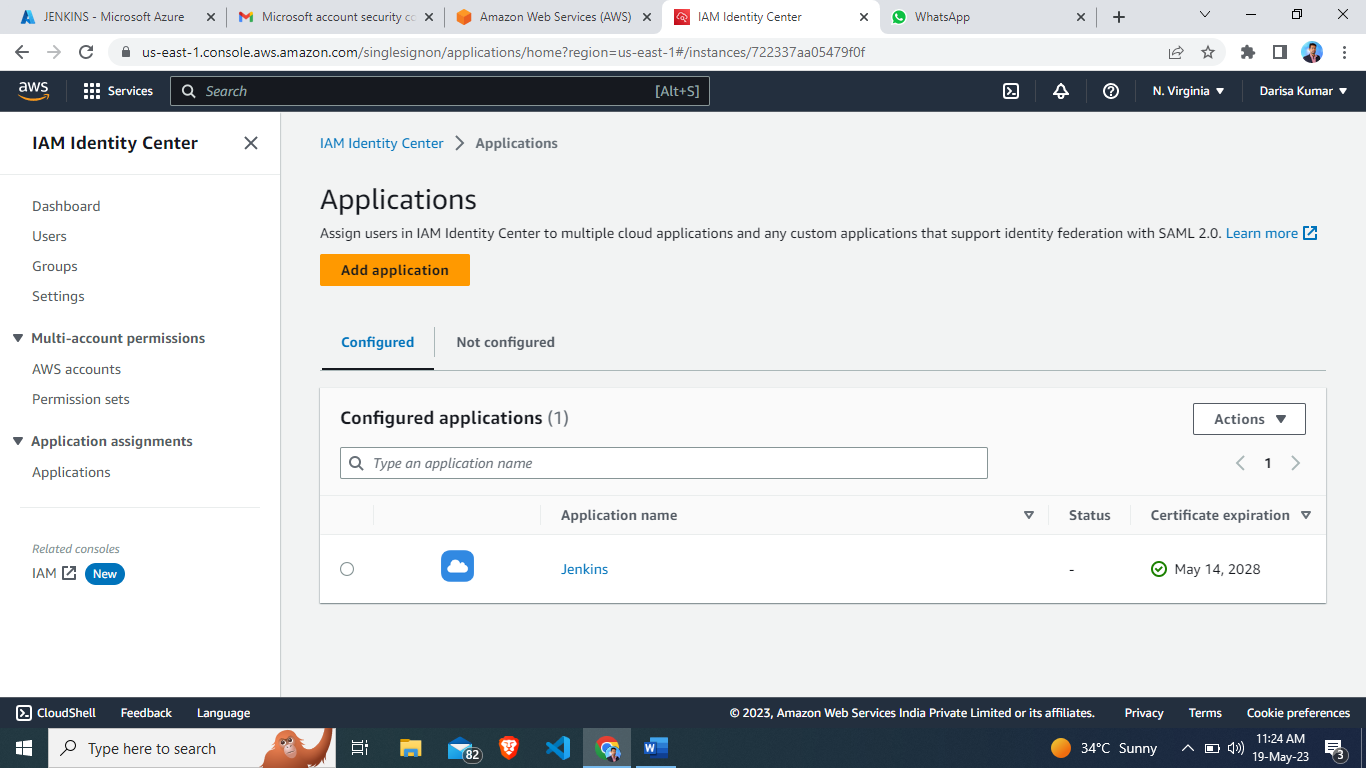 JENKINS - Microsoft Azure
Microsoft account security co
Amazon Web Services (AWS)
IAM Identity Center
WhatsApp
us-east-1.console.aws.amazon.com/singlesignon/applications/home?region=us-east-1#/instances/722337aa05479f0f
aws
Services
Search
[Alt+S]
N. Virginia
Darisa Kumar
IAM Identity Center
Dashboard
Users
Groups
Settings
Multi-account permissions
AWS accounts
Permission sets
Application assignments
Applications
Related consoles
IAM New
IAM Identity Center > Applications
Applications
Assign users in IAM Identity Center to multiple cloud applications and any custom applications that support identity federation with SAML 2.0. Learn more
Add application
Configured
Not configured
Configured applications (1)
Actions
Type an application name
1
Application name Status Certificate expiration
Jenkins - May 14, 2028
CloudShell Feedback Language
© 2023, Amazon Web Services India Private Limited or its affiliates. Privacy Terms Cookie preferences
Type here to search
82
34°C Sunny
11:24 AM
19-May-23
3